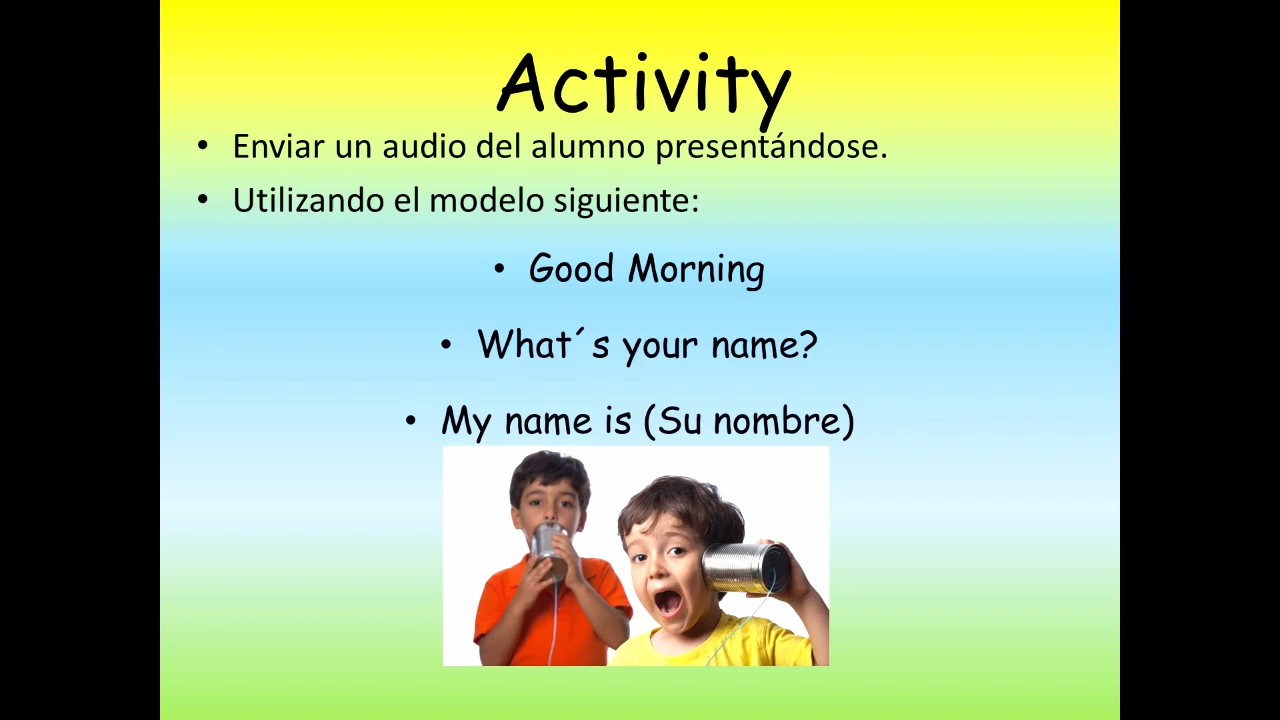 Activity
• Enviar un audio del alumno presentándose.
• Utilizando el modelo siguiente:
• Good Morning
• What´s your name?
• My name is (Su nombre)